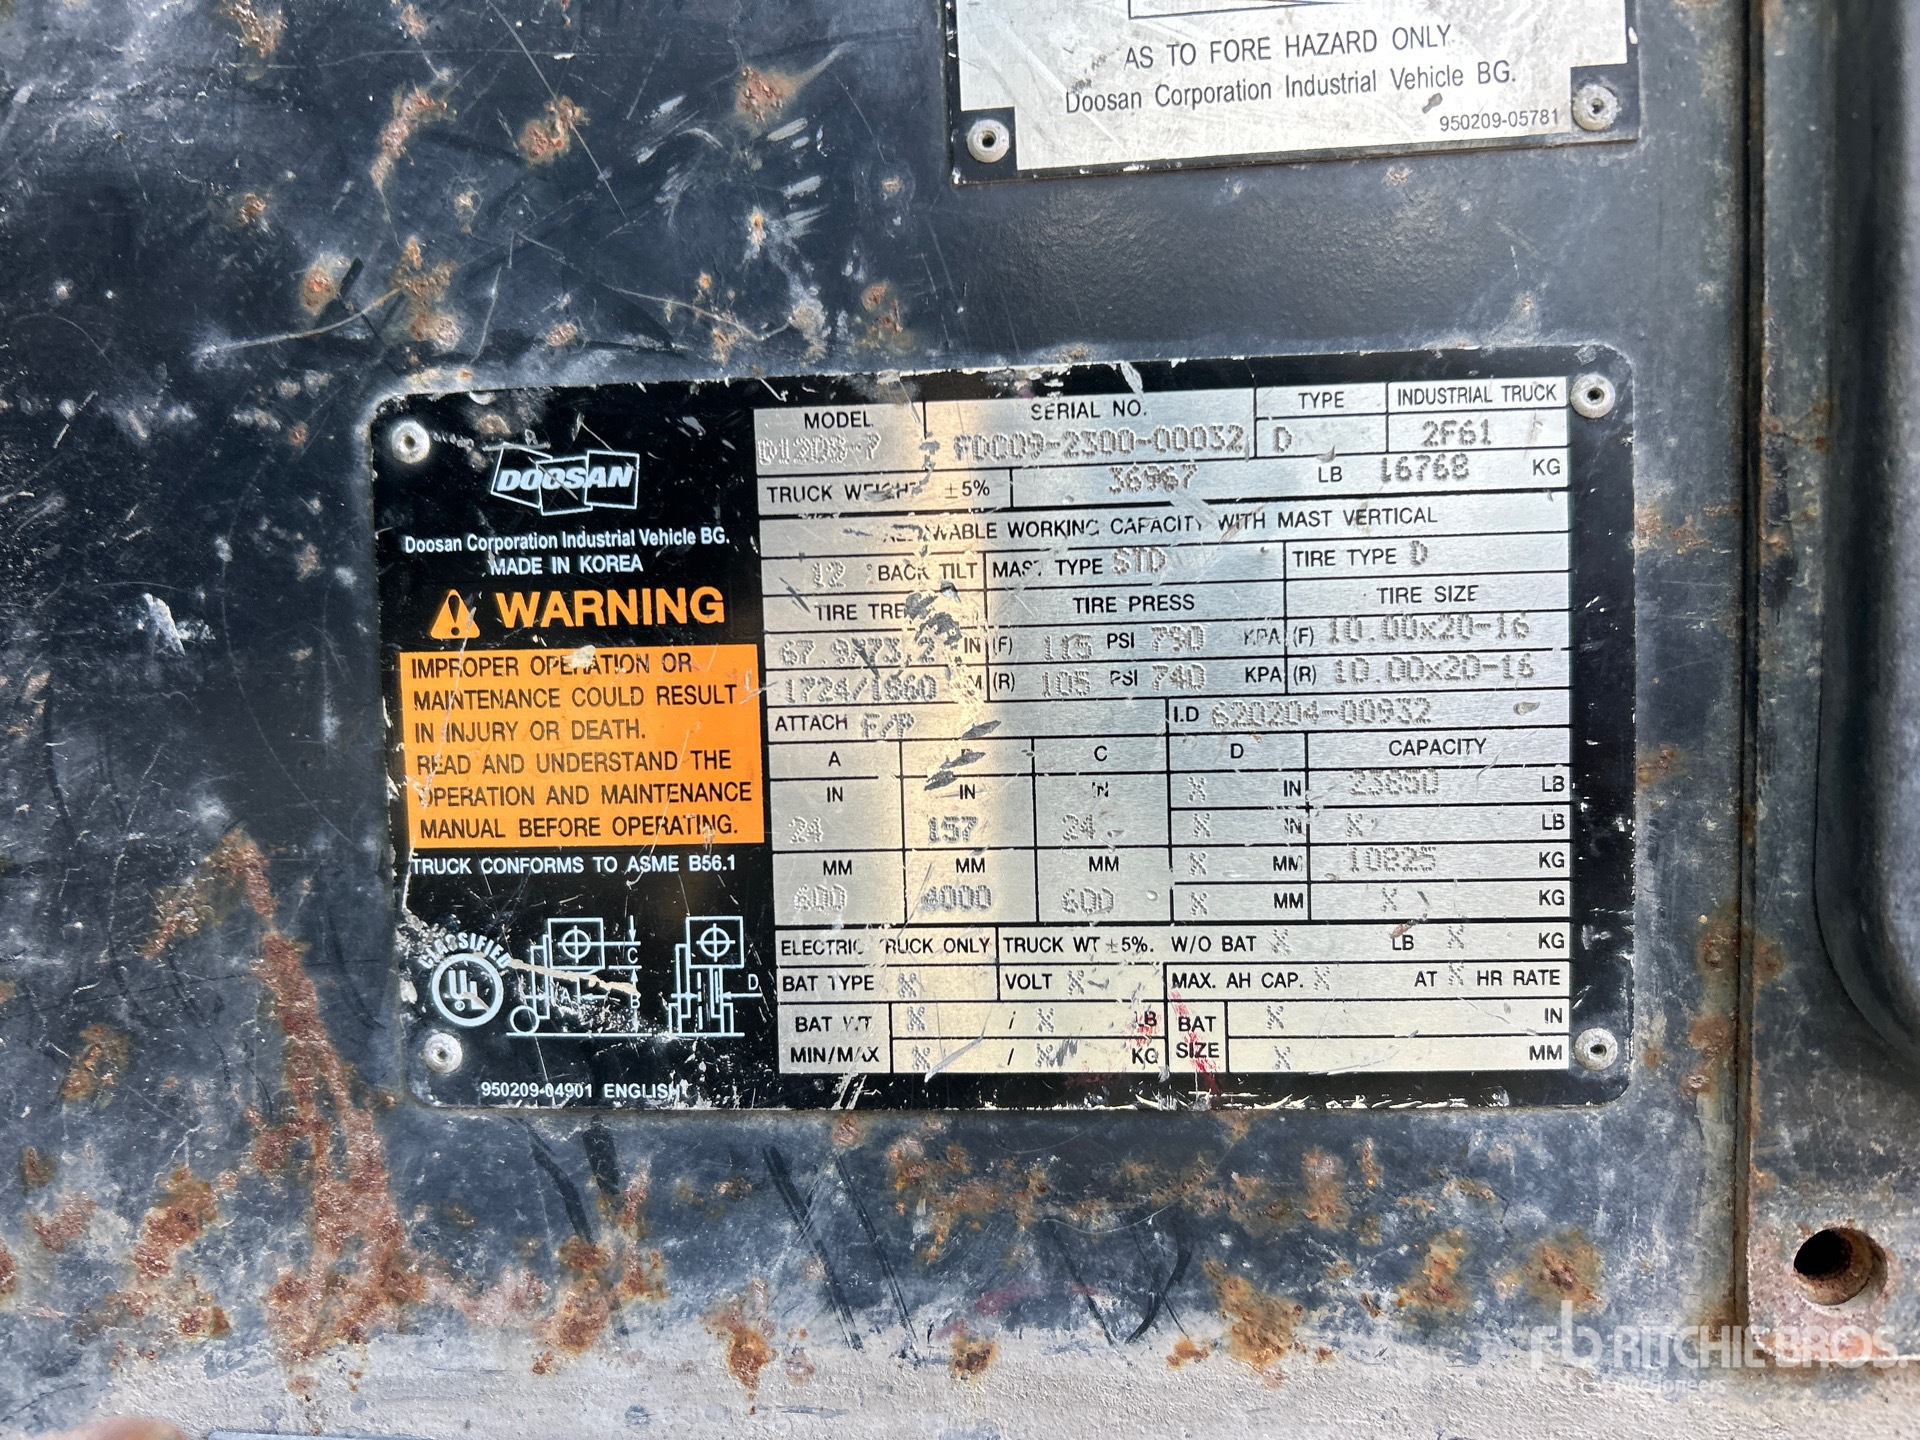 AS TO FORE HAZARD ONLY.
Doosan Corporation Industrial Vehicle BG.
950209-05781
DOOSAN
Doosan Corporation Industrial Vehicle BG.
MADE IN KOREA
WARNING
IMPROPER OPERATION OR
MAINTENANCE COULD RESULT
IN INJURY OR DEATH.
READ AND UNDERSTAND THE
OPERATION AND MAINTENANCE
MANUAL BEFORE OPERATING.
TRUCK CONFORMS TO ASME B56.1
CLASSIFIED
UL
C A B D
950209-04901 ENGLISH
MODEL SERIAL NO. TYPE INDUSTRIAL TRUCK
FDC09-2300-00032 D 2F61
TRUCK WEIGHT ±5% 36967 LB 16768 KG
WORKING CAPACITY WITH MAST VERTICAL
12 ° BACK TILT MAST TYPE STD TIRE TYPE D
TIRE PRESS TIRE SIZE
IN (F) 115 PSI 790 KPA (F) 10.00x20-16
(R) 105 PSI 740 KPA (R) 10.00x20-16
ATTACH F/P I.D 620204-00932
A C D CAPACITY
IN IN IN X IN 23850 LB
24 157 24 X IN X LB
MM MM MM X MM 10825 KG
600 4000 600 X MM X KG
ELECTRIC TRUCK ONLY TRUCK WT ±5%. W/O BAT X LB X KG
BAT TYPE X VOLT X MAX. AH CAP. X AT X HR RATE
BAT WT X / X LB BAT X IN
MIN/MAX X / X KG SIZE X MM
rb RITCHIE BROS.
Auctioneers